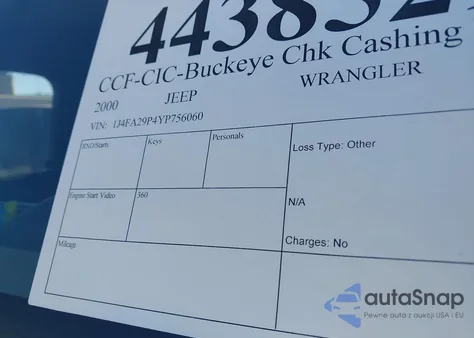 CCF-CIC-Buckeye Chk Cashing
2000 JEEP WRANGLER
VIN: 1J4FA29P4YP756060
RND/Starts Keys Personals
Loss Type: Other
Engine Start Video 360
N/A
Charges: No
Mileage
autaSnap
Pewne auta z aukcji USA i EU